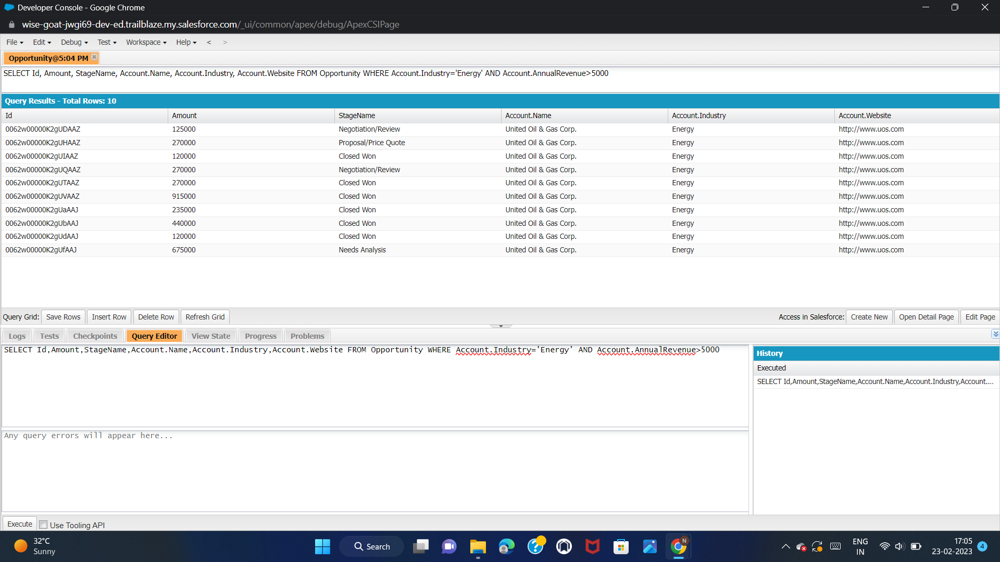 Developer Console - Google Chrome
wise-goat-jwgi69-dev-ed.trailblaze.my.salesforce.com/_ui/common/apex/debug/ApexCSIPage
File Edit Debug Test Workspace Help < >
Opportunity@5:04 PM
SELECT Id, Amount, StageName, Account.Name, Account.Industry, Account.Website FROM Opportunity WHERE Account.Industry='Energy' AND Account.AnnualRevenue>5000
Query Results - Total Rows: 10
Id Amount StageName Account.Name Account.Industry Account.Website
0062w00000K2gUDAAZ 125000 Negotiation/Review United Oil & Gas Corp. Energy http://www.uos.com
0062w00000K2gUHAAZ 270000 Proposal/Price Quote United Oil & Gas Corp. Energy http://www.uos.com
0062w00000K2gUIAAZ 120000 Closed Won United Oil & Gas Corp. Energy http://www.uos.com
0062w00000K2gUQAAZ 270000 Negotiation/Review United Oil & Gas Corp. Energy http://www.uos.com
0062w00000K2gUTAAZ 270000 Closed Won United Oil & Gas Corp. Energy http://www.uos.com
0062w00000K2gUVAAZ 915000 Closed Won United Oil & Gas Corp. Energy http://www.uos.com
0062w00000K2gUaAAJ 235000 Closed Won United Oil & Gas Corp. Energy http://www.uos.com
0062w00000K2gUbAAJ 440000 Closed Won United Oil & Gas Corp. Energy http://www.uos.com
0062w00000K2gUdAAJ 120000 Closed Won United Oil & Gas Corp. Energy http://www.uos.com
0062w00000K2gUfAAJ 675000 Needs Analysis United Oil & Gas Corp. Energy http://www.uos.com
Query Grid: Save Rows Insert Row Delete Row Refresh Grid Access in Salesforce: Create New Open Detail Page Edit Page
Logs Tests Checkpoints Query Editor View State Progress Problems
SELECT Id,Amount,StageName,Account.Name,Account.Industry,Account.Website FROM Opportunity WHERE Account.Industry='Energy' AND Account.AnnualRevenue>5000
History
Executed
SELECT Id,Amount,StageName,Account.Name,Account.Industry,Account....
Any query errors will appear here...
Execute Use Tooling API
32°C
Sunny
Search
N
ENG
IN
17:05
23-02-2023
4